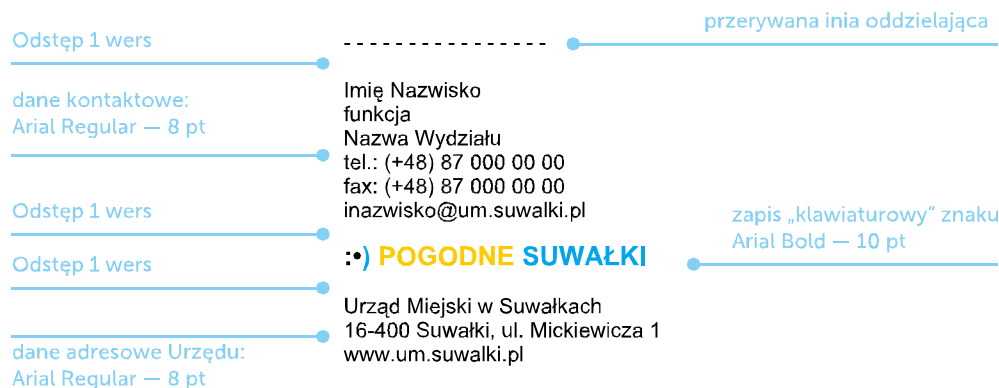 przerywana inia oddzielająca
Odstęp 1 wers
- - - - - - - - - - - - - - - -
Imię Nazwisko
dane kontaktowe:
funkcja
Arial Regular — 8 pt
Nazwa Wydziału
tel.: (+48) 87 000 00 00
fax: (+48) 87 000 00 00
Odstęp 1 wers
inazwisko@um.suwalki.pl
zapis „klawiaturowy” znaku
Arial Bold — 10 pt
:•) POGODNE SUWAŁKI
Odstęp 1 wers
Urząd Miejski w Suwałkach
16-400 Suwałki, ul. Mickiewicza 1
www.um.suwalki.pl
dane adresowe Urzędu:
Arial Regular — 8 pt